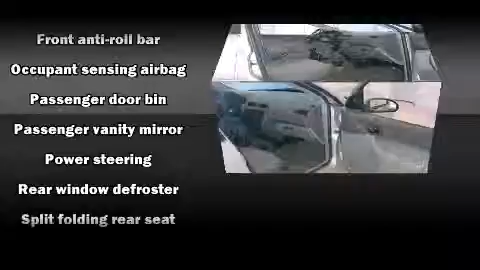 Front anti-roll bar
Occupant sensing airbag
Passenger door bin
Passenger vanity mirror
Power steering
Rear window defroster
Split folding rear seat